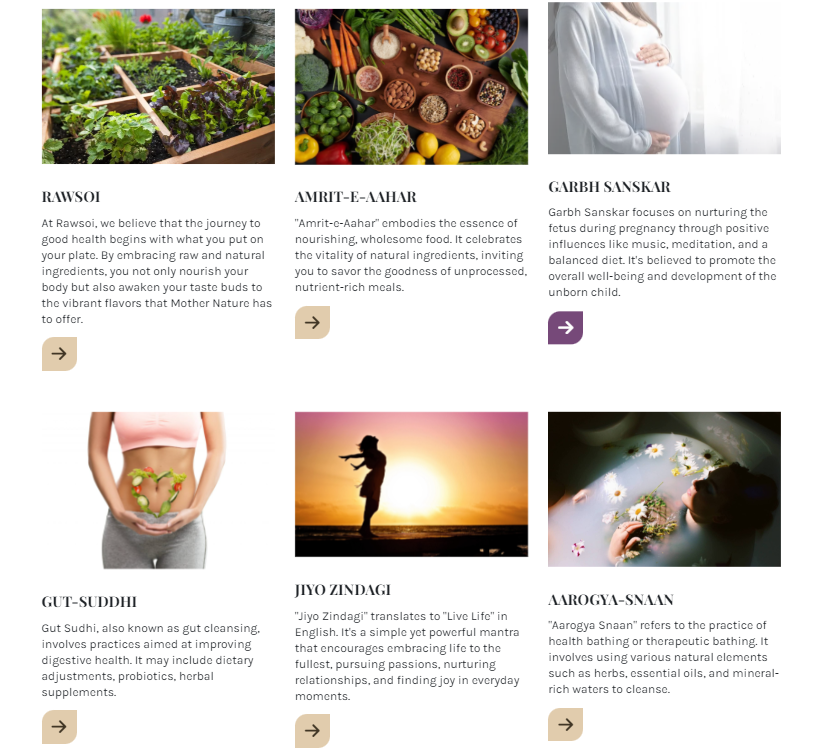 RAWSOI
At Rawsoi, we believe that the journey to
good health begins with what you put on
your plate. By embracing raw and natural
ingredients, you not only nourish your
body but also awaken your taste buds to
the vibrant flavors that Mother Nature has
to offer.
AMRIT-E-AAHAR
"Amrit-e-Aahar" embodies the essence of
nourishing, wholesome food. It celebrates
the vitality of natural ingredients, inviting
you to savor the goodness of unprocessed,
nutrient-rich meals.
GARBH SANSKAR
Garbh Sanskar focuses on nurturing the
fetus during pregnancy through positive
influences like music, meditation, and a
balanced diet. It's believed to promote the
overall well-being and development of the
unborn child.
GUT-SUDDHI
Gut Sudhi, also known as gut cleansing,
involves practices aimed at improving
digestive health. It may include dietary
adjustments, probiotics, herbal
supplements.
JIYO ZINDAGI
"Jiyo Zindagi" translates to "Live Life" in
English. It's a simple yet powerful mantra
that encourages embracing life to the
fullest, pursuing passions, nurturing
relationships, and finding joy in everyday
moments.
AAROGYA-SNAAN
"Aarogya Snaan" refers to the practice of
health bathing or therapeutic bathing. It
involves using various natural elements
such as herbs, essential oils, and mineral-
rich waters to cleanse.